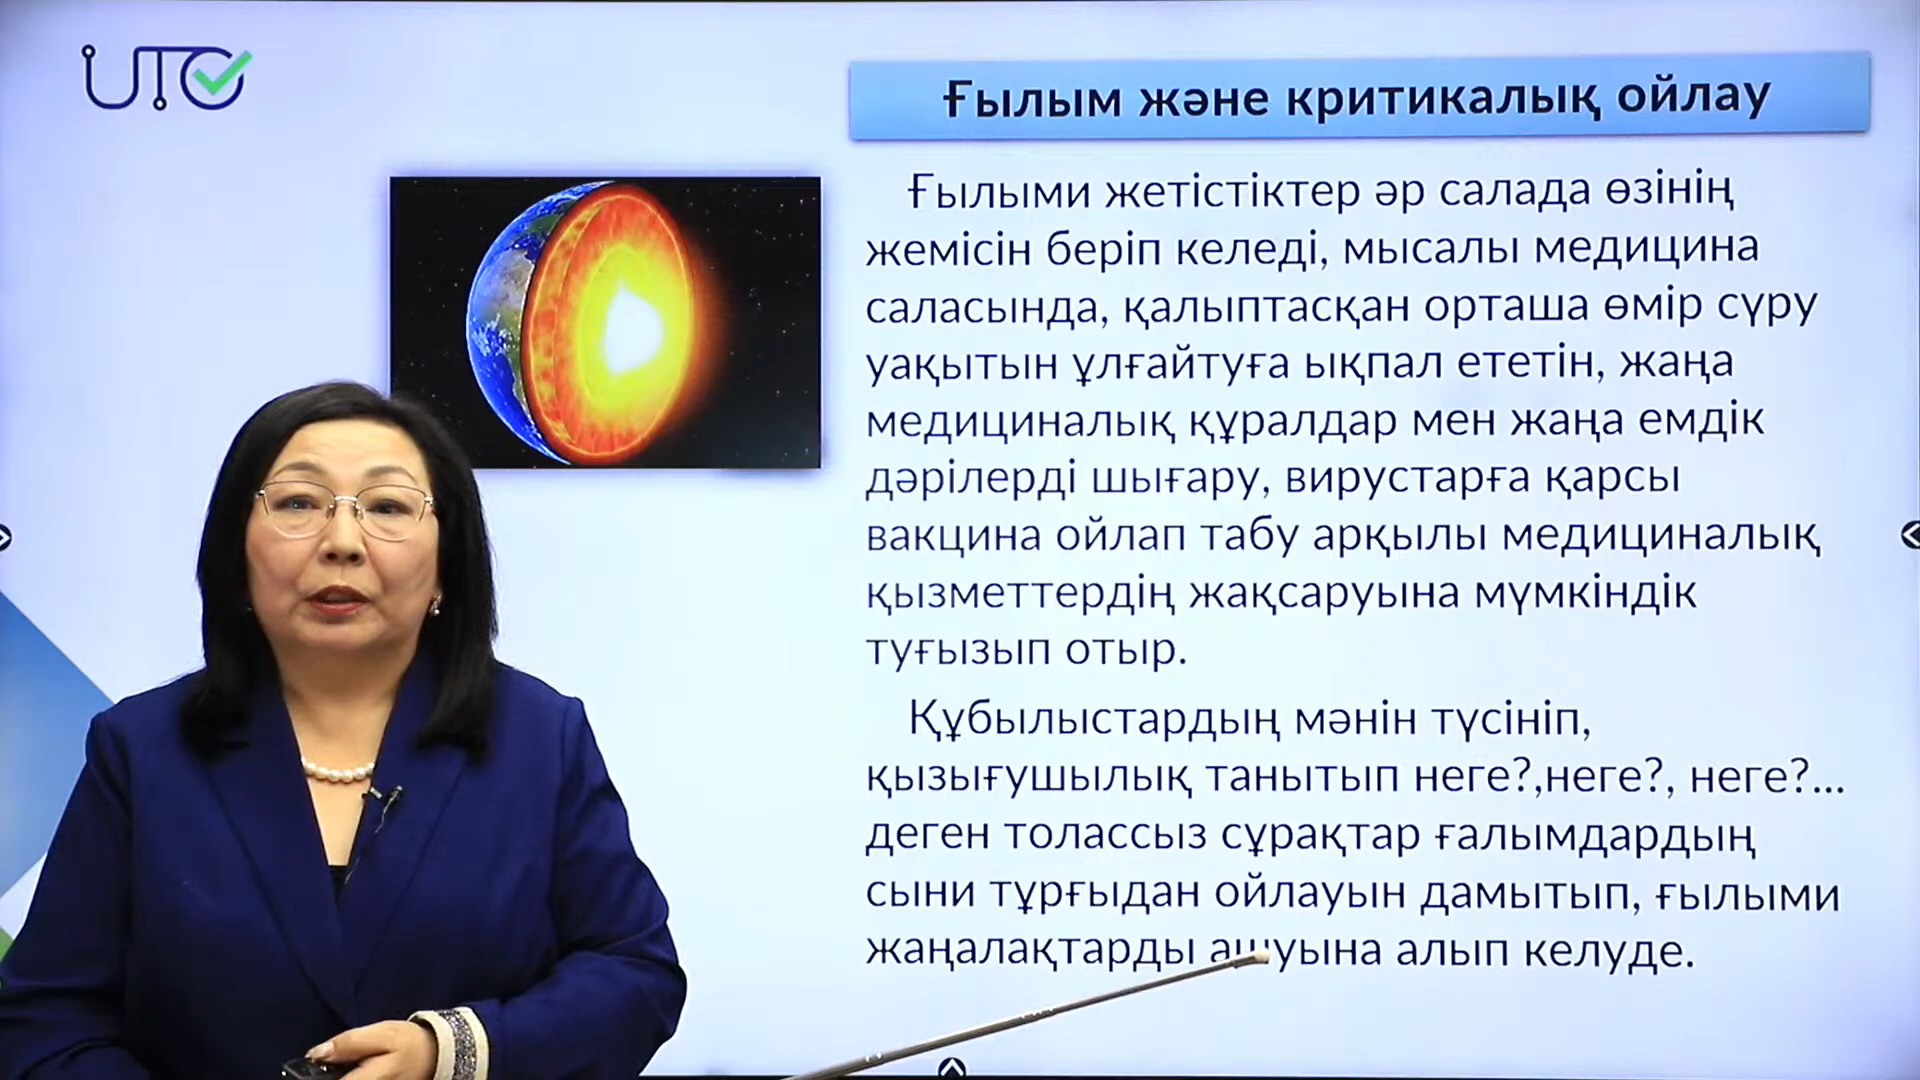 UTO
Ғылым және критикалық ойлау
Ғылыми жетістіктер әр салада өзінің
жемісін беріп келеді, мысалы медицина
саласында, қалыптасқан орташа өмір сүру
уақытын ұлғайтуға ықпал ететін, жаңа
медициналық құралдар мен жаңа емдік
дәрілерді шығару, вирустарға қарсы
вакцина ойлап табу арқылы медициналық
қызметтердің жақсаруына мүмкіндік
туғызып отыр.
Құбылыстардың мәнін түсініп,
қызығушылық танытып неге?,неге?, неге?...
деген толассыз сұрақтар ғалымдардың
сыни тұрғыдан ойлауын дамытып, ғылыми
жаңалақтарды ашуына алып келуде.